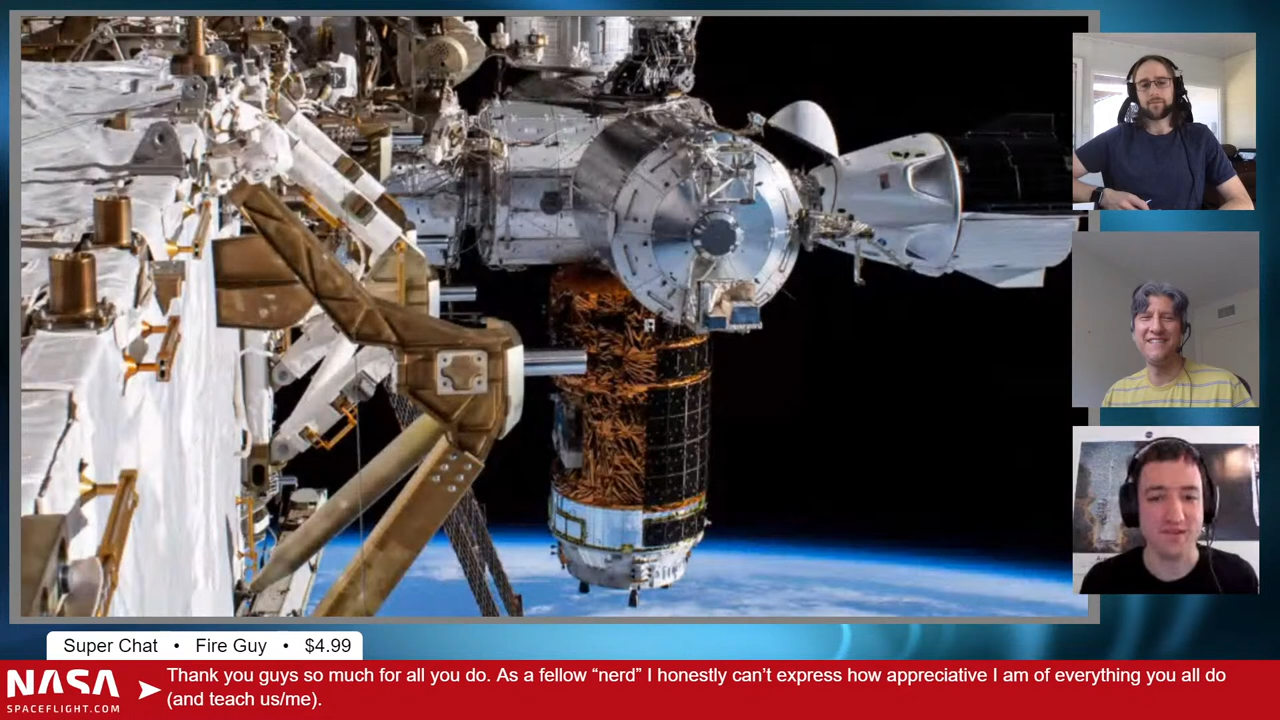 Super Chat • Fire Guy • $4.99
NASA
SPACEFLIGHT.COM
Thank you guys so much for all you do. As a fellow “nerd” I honestly can’t express how appreciative I am of everything you all do
(and teach us/me).